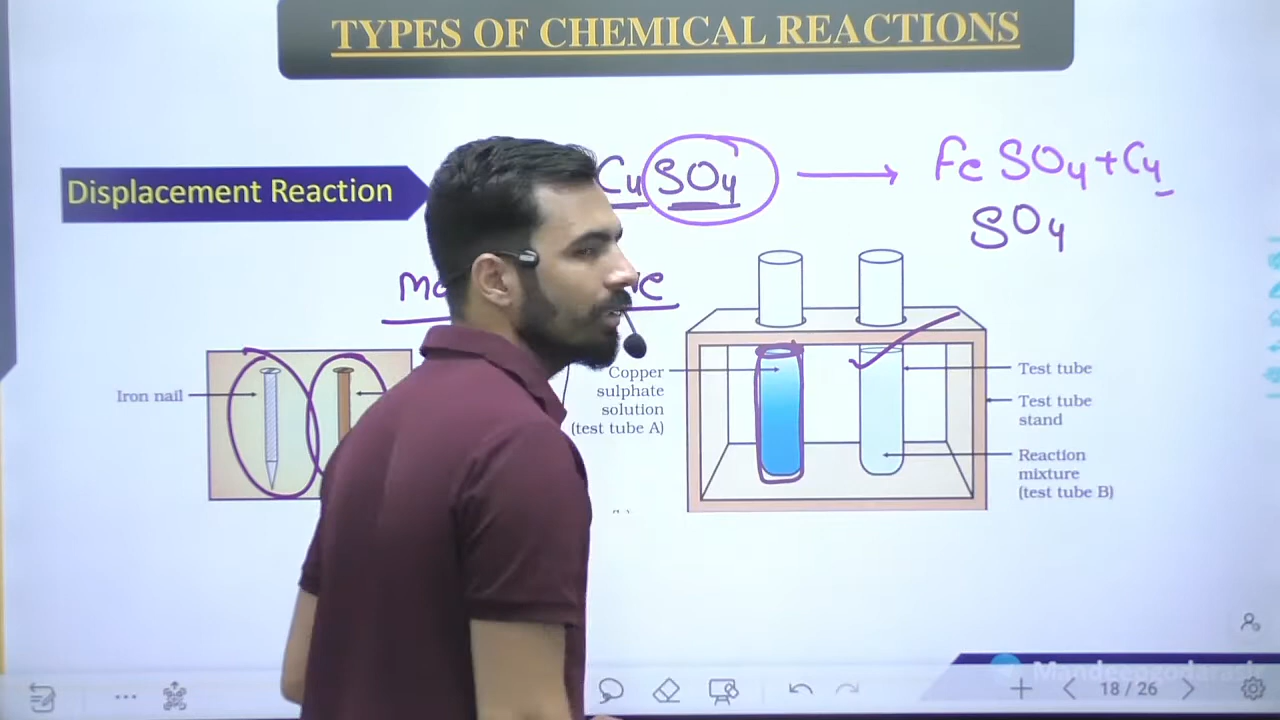 TYPES OF CHEMICAL REACTIONS
Displacement Reaction
CuSO4 → FeSO4+Cu
SO4
Iron nail
Copper
sulphate
solution
(test tube A)
Test tube
Test tube
stand
Reaction
mixture
(test tube B)
18 / 26